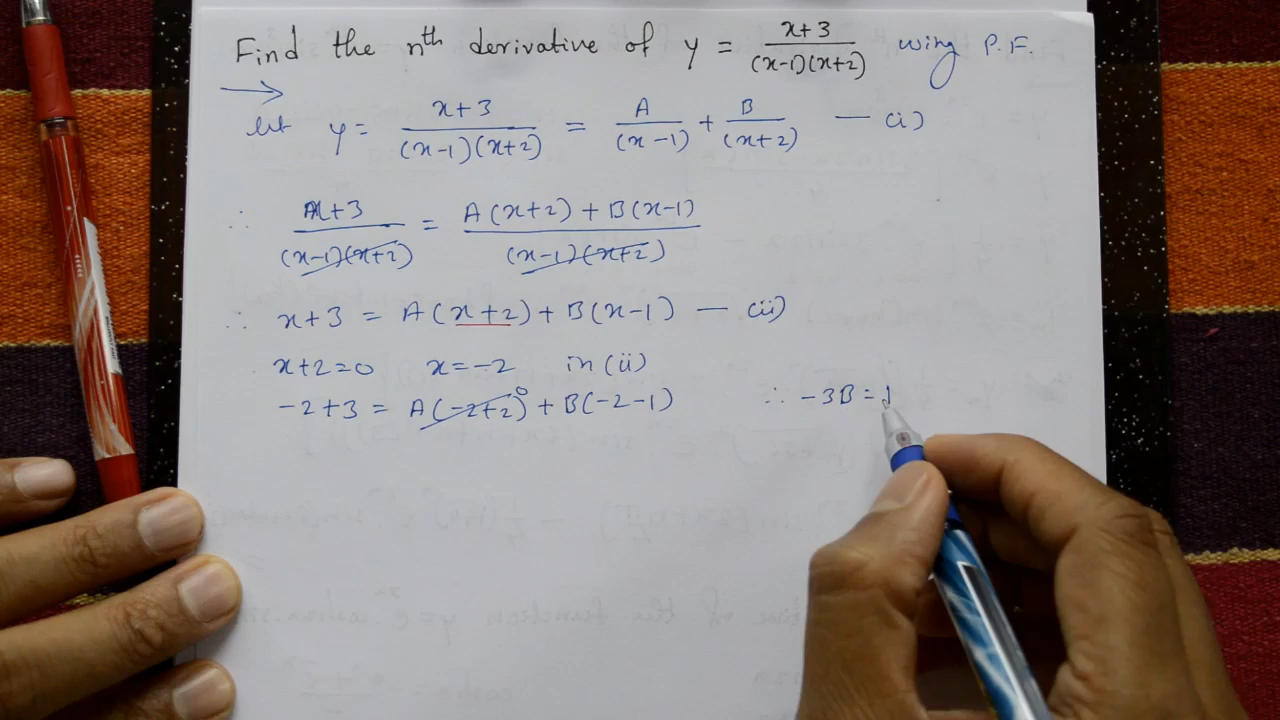 Find the nth derivative of y = x+3 / (x-1)(x+2) using P.F.
let y = x+3 / (x-1)(x+2) = A / (x-1) + B / (x+2) — (i)
∴ x+3 / (x-1)(x+2) = A(x+2) + B(x-1) / (x-1)(x+2)
∴ x+3 = A(x+2) + B(x-1) — (ii)
x+2=0 x=-2 in (ii)
-2+3 = A(-2+2)0 + B(-2-1) ∴ -3B = 1